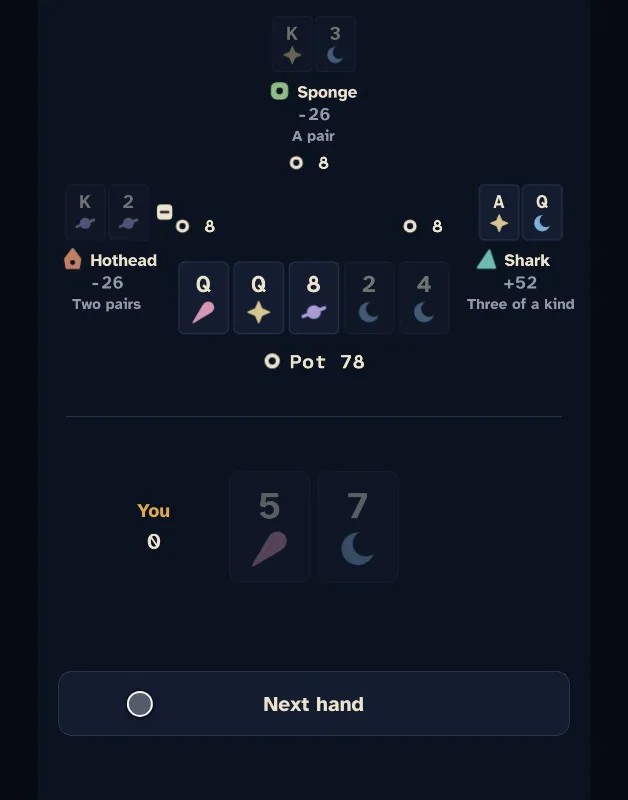 K 3
Sponge
-26
A pair
8
K 2
8
8
A Q
Hothead
-26
Two pairs
Shark
+52
Three of a kind
Q Q 8 2 4
Pot 78
You
0
5 7
Next hand